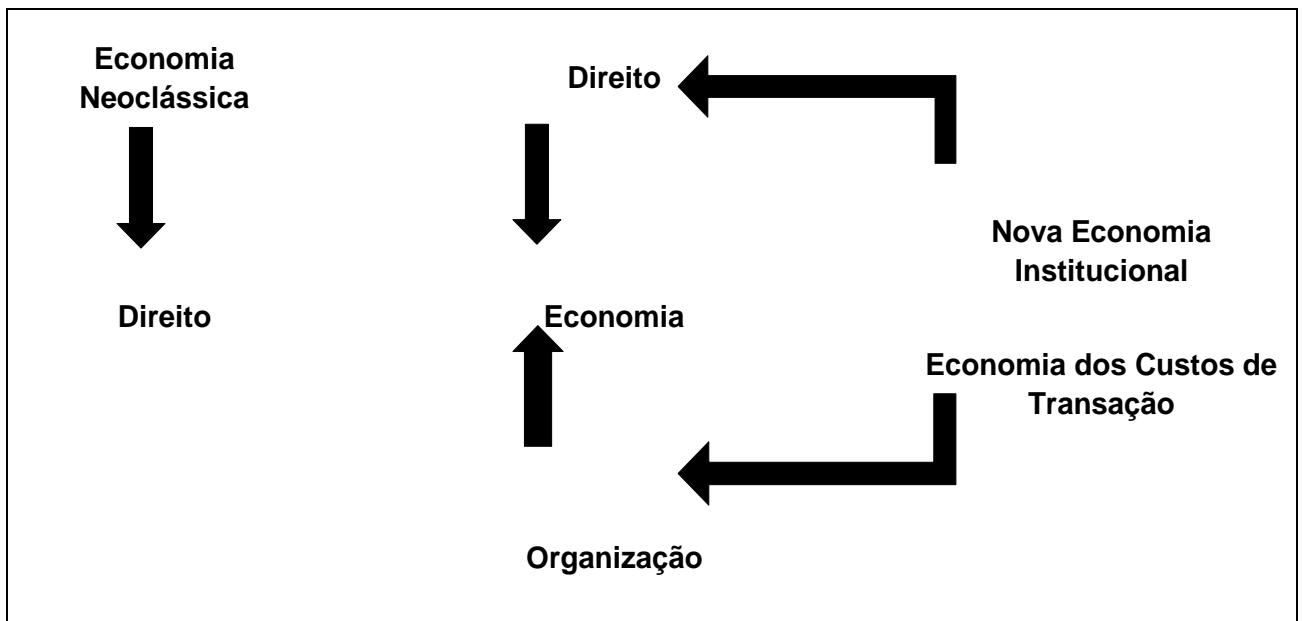 Economia
Neoclássica
Direito
Nova Economia
Institucional
Direito
Economia
Economia dos Custos de
Transação
Organização